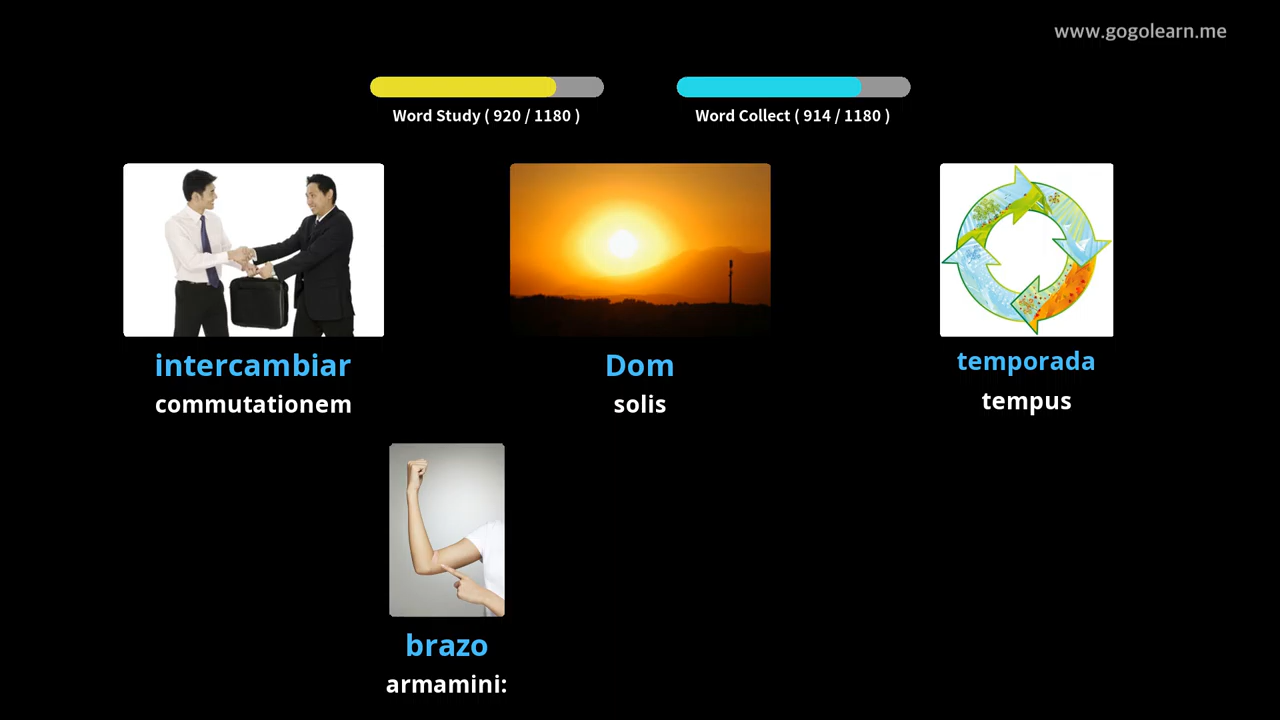 www.gogolearn.me
Word Study ( 920 / 1180 )
Word Collect ( 914 / 1180 )
intercambiar
commutationem
Dom
solis
temporada
tempus
brazo
armamini: